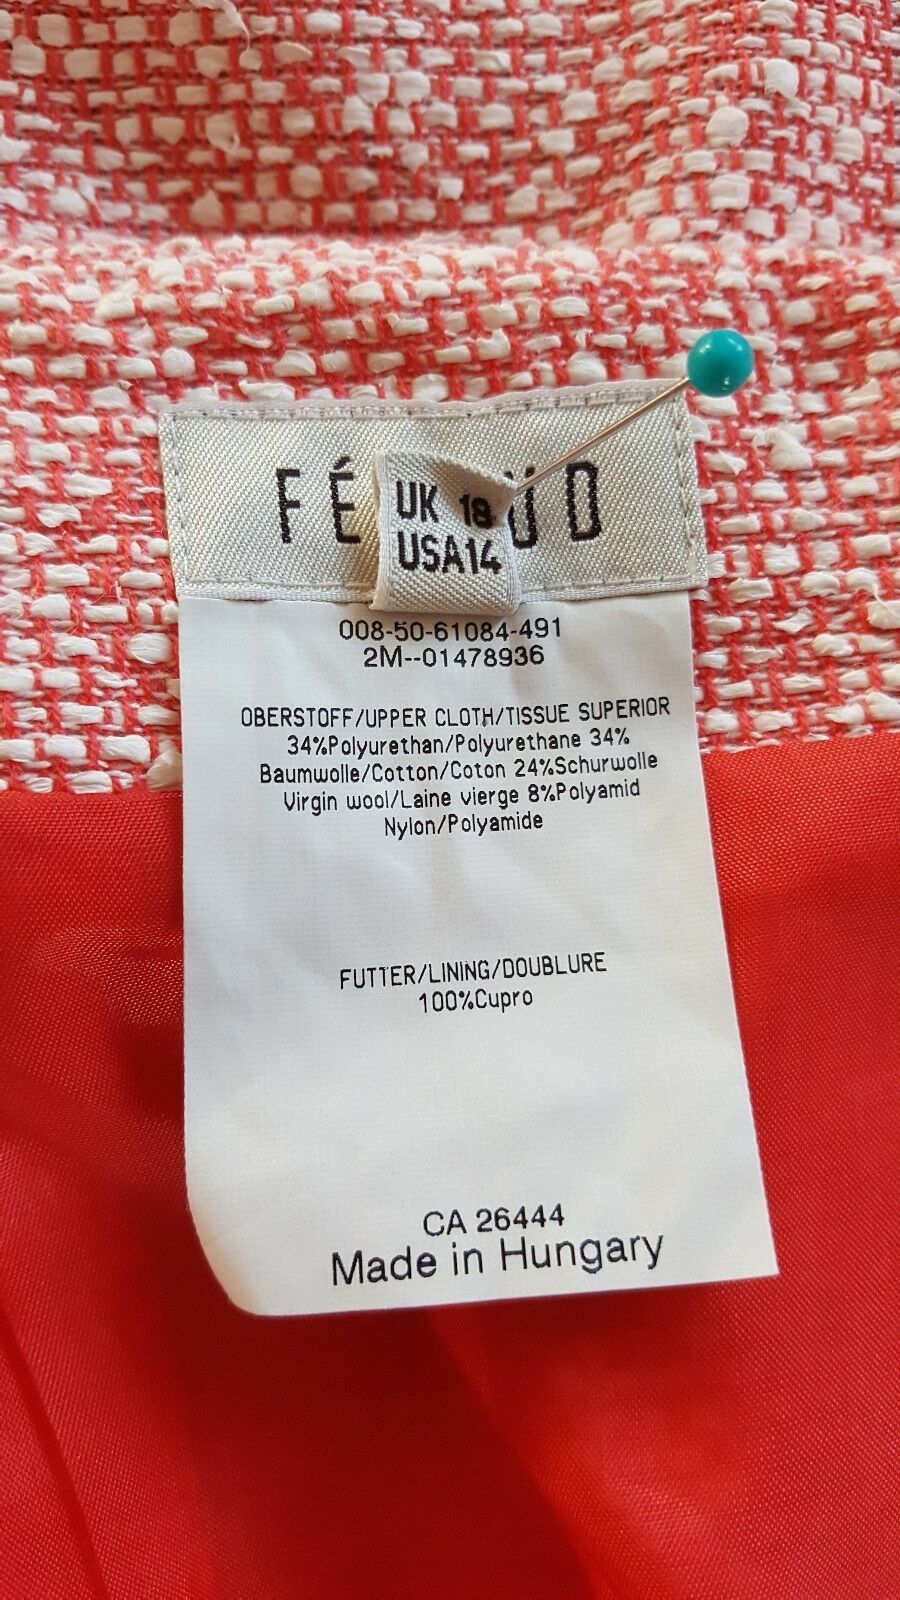 FÉ UD
UK 18
USA14
008-50-61084-491
2M--01478936
OBERSTOFF/UPPER CLOTH/TISSUE SUPERIOR
34%Polyurethan/Polyurethane 34%
Baumwolle/Cotton/Coton 24%Schurwolle
Virgin wool/Laine vierge 8%Polyamid
Nylon/Polyamide
FUTTER/LINING/DOUBLURE
100%Cupro
CA 26444
Made in Hungary